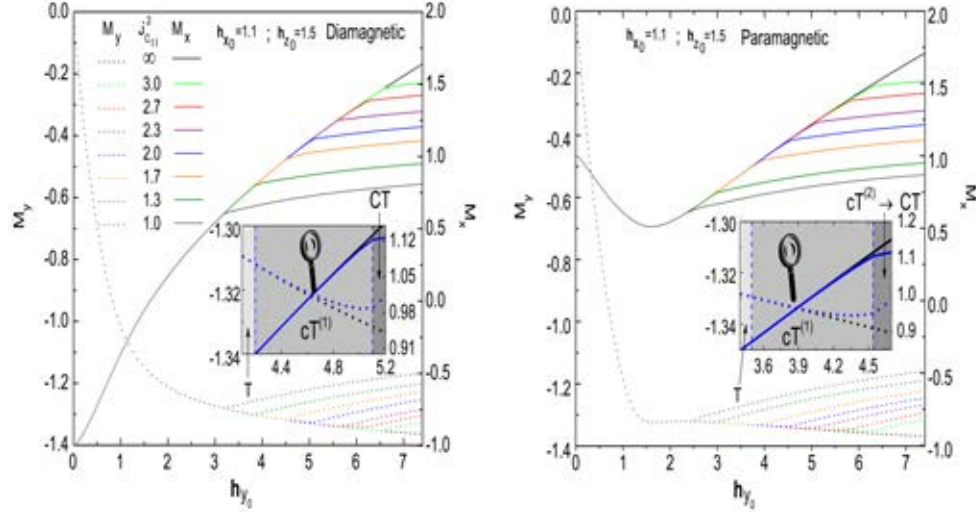 M_y j²_c|| M_x h_x0=1.1 ; h_z0=1.5 Diamagnetic
∞
3.0
2.7
2.3
2.0
1.7
1.3
1.0
0.0
-0.2
-0.4
-0.6
-0.8
-1.0
-1.2
-1.4
M_y
2.0
1.5
1.0
0.5
0.0
-0.5
-1.0
M_x
0 1 2 3 4 5 6 7
h_y0
CT
-1.30
-1.32
-1.34
1.12
1.05
0.98
0.91
cT^(1)
T
4.4 4.8 5.2
h_x0=1.1 ; h_z0=1.5 Paramagnetic
0.0
-0.2
-0.4
-0.6
-0.8
-1.0
-1.2
-1.4
M_y
2.0
1.5
1.0
0.5
0.0
-0.5
-1.0
M_x
0 1 2 3 4 5 6 7
h_y0
cT^(2) → CT
-1.30
-1.32
-1.34
1.2
1.1
1.0
0.9
cT^(1)
T
3.6 3.9 4.2 4.5